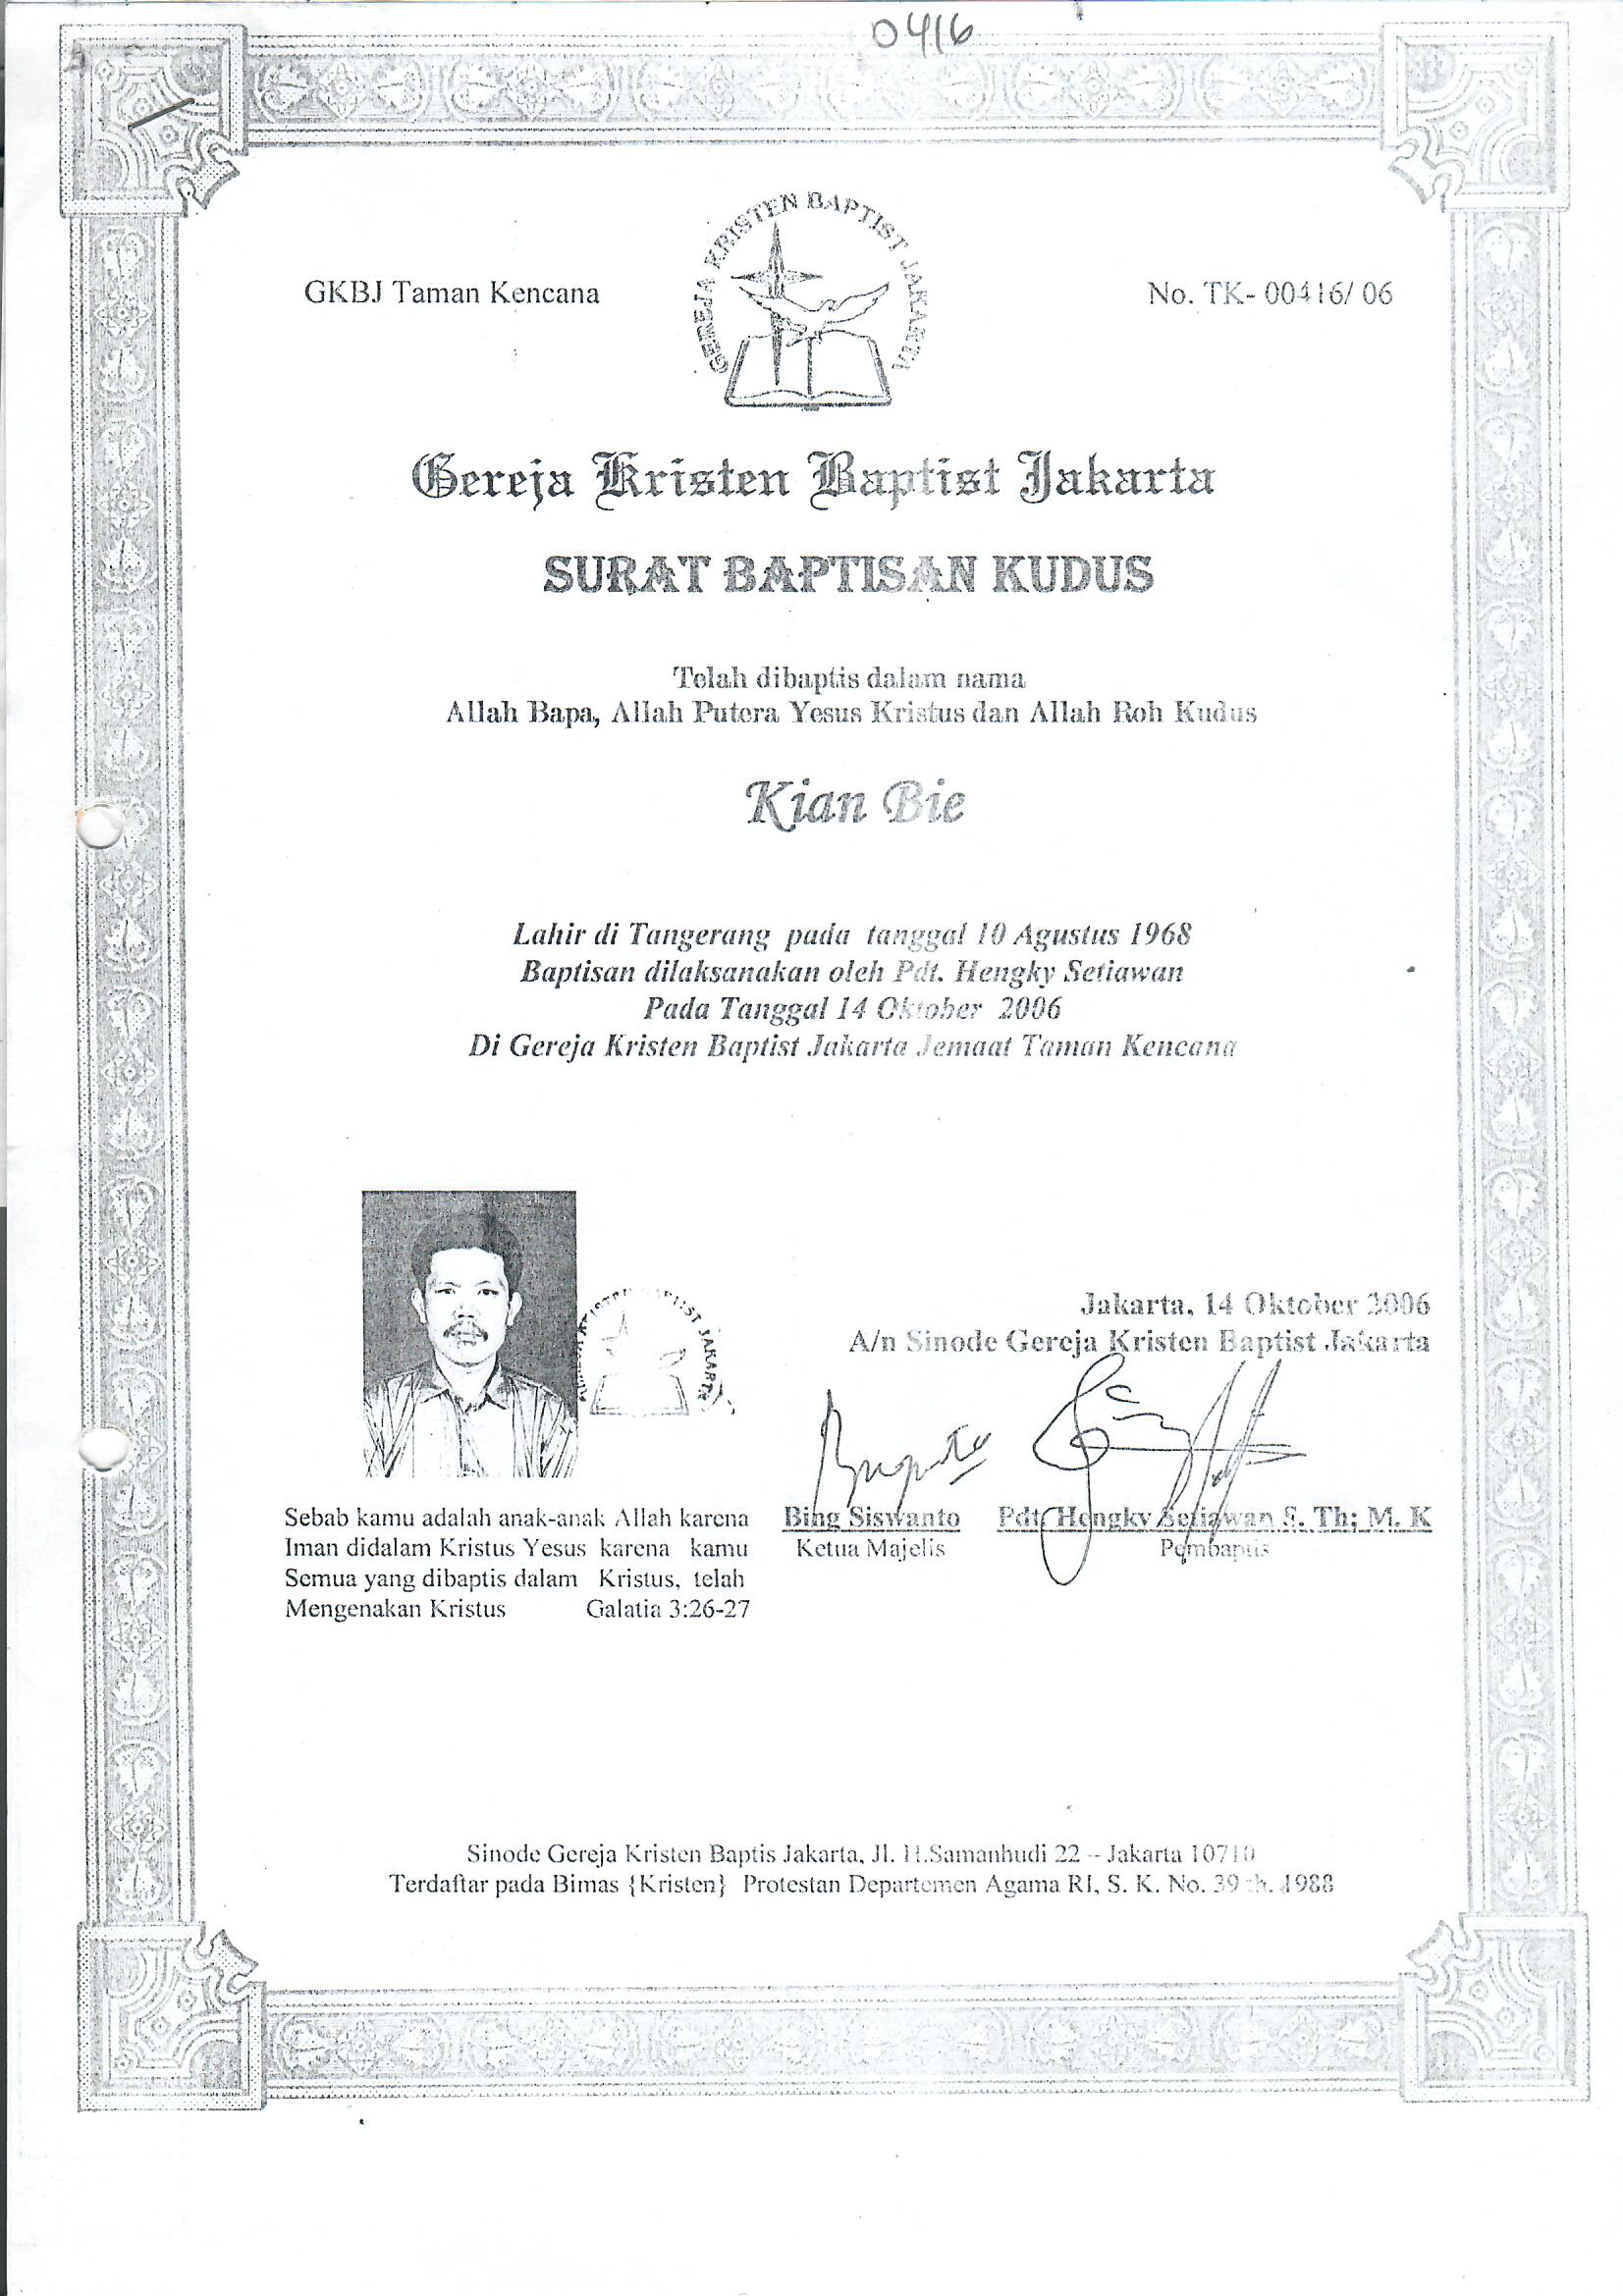 0416
GEREJA KRISTEN BAPTIST JAKARTA
GKBJ Taman Kencana
No. TK- 00416/ 06
Gereja Kristen Baptist Jakarta
SURAT BAPTISAN KUDUS
Telah dibaptis dalam nama
Allah Bapa, Allah Putera Yesus Kristus dan Allah Roh Kudus
Kian Bie
Lahir di Tangerang pada tanggal 10 Agustus 1968
Baptisan dilaksanakan oleh Pdt. Hengky Setiawan
Pada Tanggal 14 Oktober 2006
Di Gereja Kristen Baptist Jakarta Jemaat Taman Kencana
JAKARTA
Jakarta, 14 Oktober 2006
A/n Sinode Gereja Kristen Baptist Jakarta
Bing Siswanto
Pdt. Hengky Setiawan S. Th; M. K
Ketua Majelis
Pembaptis
Sebab kamu adalah anak-anak Allah karena
Iman didalam Kristus Yesus karena kamu
Semua yang dibaptis dalam Kristus, telah
Mengenakan Kristus Galatia 3:26-27
Sinode Gereja Kristen Baptis Jakarta, Jl. H.Samanhudi 22 – Jakarta 10710
Terdaftar pada Bimas {Kristen} Protestan Departemen Agama RI, S. K. No. 39 th. 1988